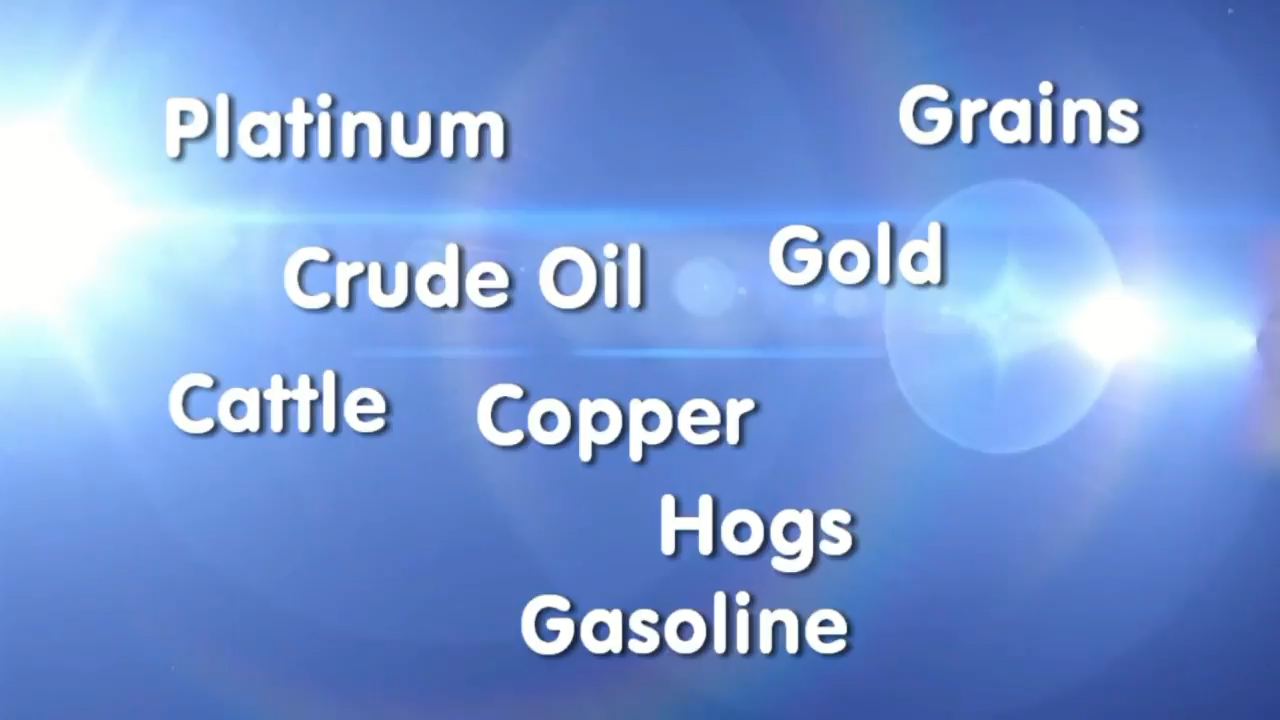 Platinum
Grains
Crude Oil
Gold
Cattle
Copper
Hogs
Gasoline